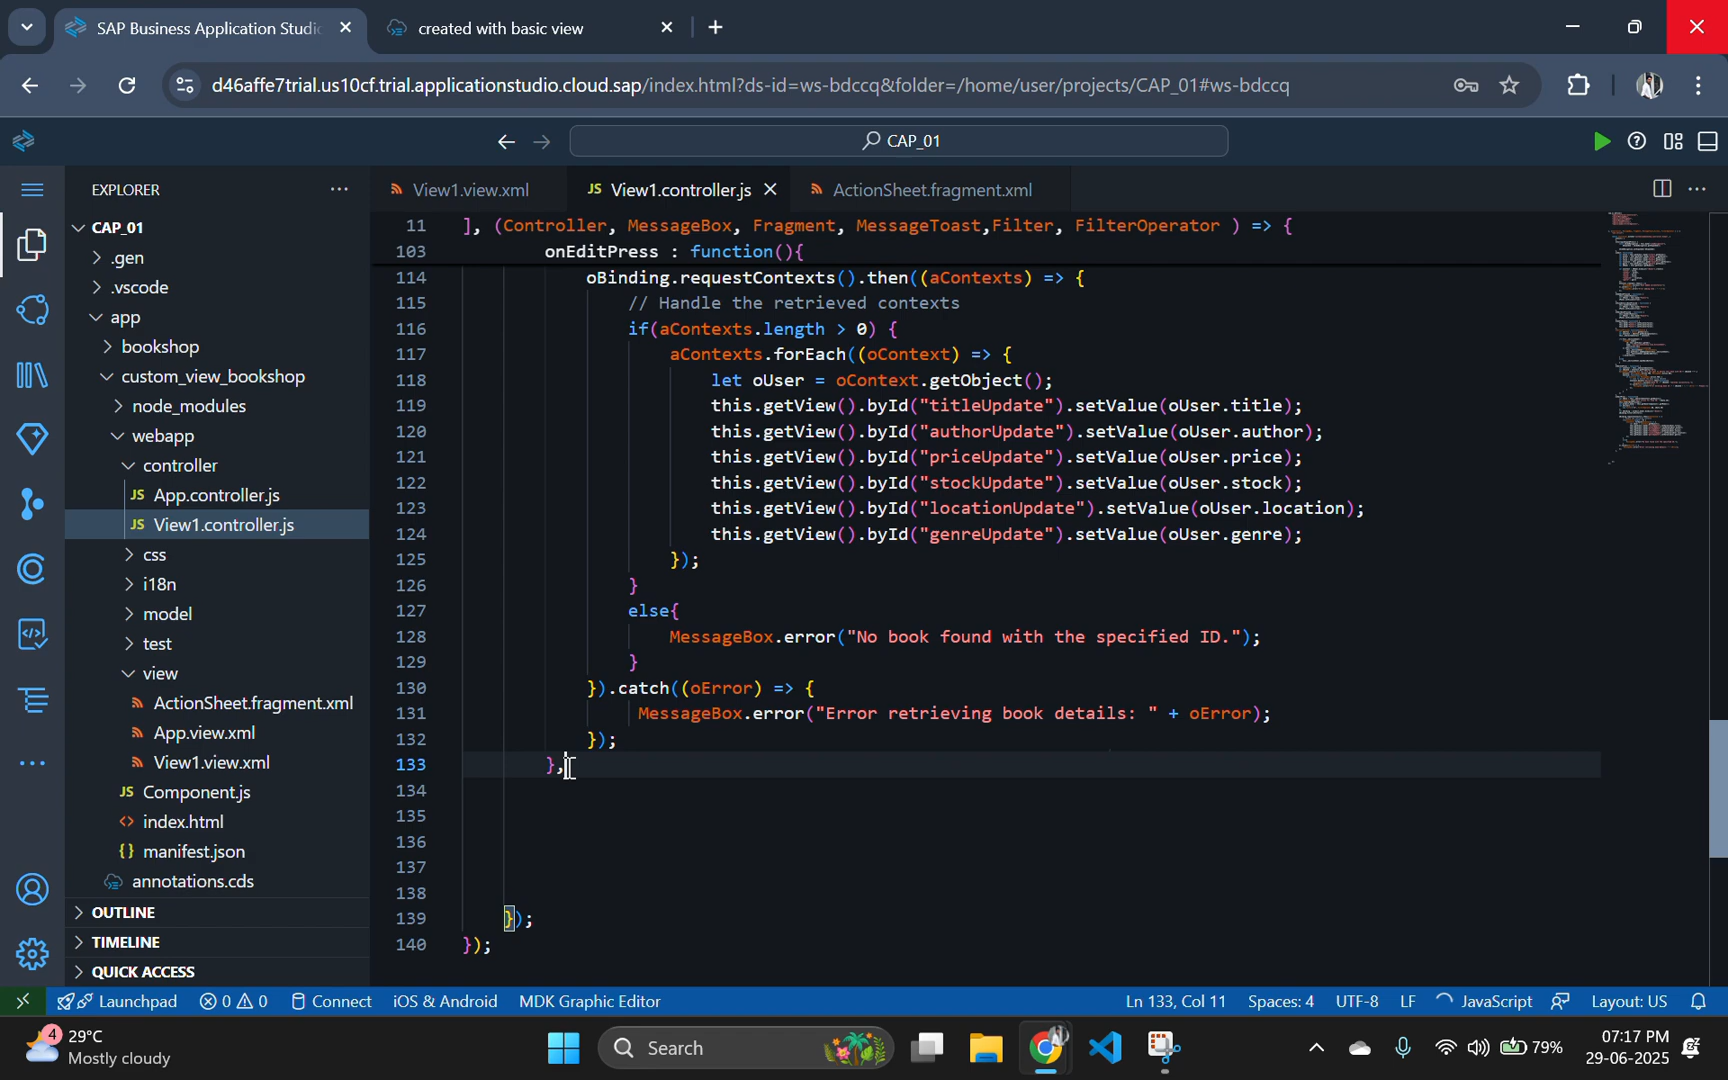 SAP Business Application Studio
created with basic view
d46affe7trial.us10cf.trial.applicationstudio.cloud.sap/index.html?ds-id=ws-bdccq&folder=/home/user/projects/CAP_01#ws-bdccq
CAP_01
EXPLORER
View1.view.xml
JS View1.controller.js
ActionSheet.fragment.xml
CAP_01
.gen
.vscode
app
bookshop
custom_view_bookshop
node_modules
webapp
controller
JS App.controller.js
JS View1.controller.js
css
i18n
model
test
view
ActionSheet.fragment.xml
App.view.xml
View1.view.xml
JS Component.js
<> index.html
{} manifest.json
annotations.cds
OUTLINE
TIMELINE
QUICK ACCESS
11 ], (Controller, MessageBox, Fragment, MessageToast,Filter, FilterOperator ) => {
103 onEditPress : function(){
114 oBinding.requestContexts().then((aContexts) => {
115 // Handle the retrieved contexts
116 if(aContexts.length > 0) {
117 aContexts.forEach((oContext) => {
118 let oUser = oContext.getObject();
119 this.getView().byId("titleUpdate").setValue(oUser.title);
120 this.getView().byId("authorUpdate").setValue(oUser.author);
121 this.getView().byId("priceUpdate").setValue(oUser.price);
122 this.getView().byId("stockUpdate").setValue(oUser.stock);
123 this.getView().byId("locationUpdate").setValue(oUser.location);
124 this.getView().byId("genreUpdate").setValue(oUser.genre);
125 });
126 }
127 else{
128 MessageBox.error("No book found with the specified ID.");
129 }
130 }).catch((oError) => {
131 MessageBox.error("Error retrieving book details: " + oError);
132 });
133 },
134
135
136
137
138
139 });
140 });
Launchpad 0 0 Connect iOS & Android MDK Graphic Editor Ln 133, Col 11 Spaces: 4 UTF-8 LF JavaScript Layout: US
4 29°C
Mostly cloudy
Search
79%
07:17 PM
29-06-2025